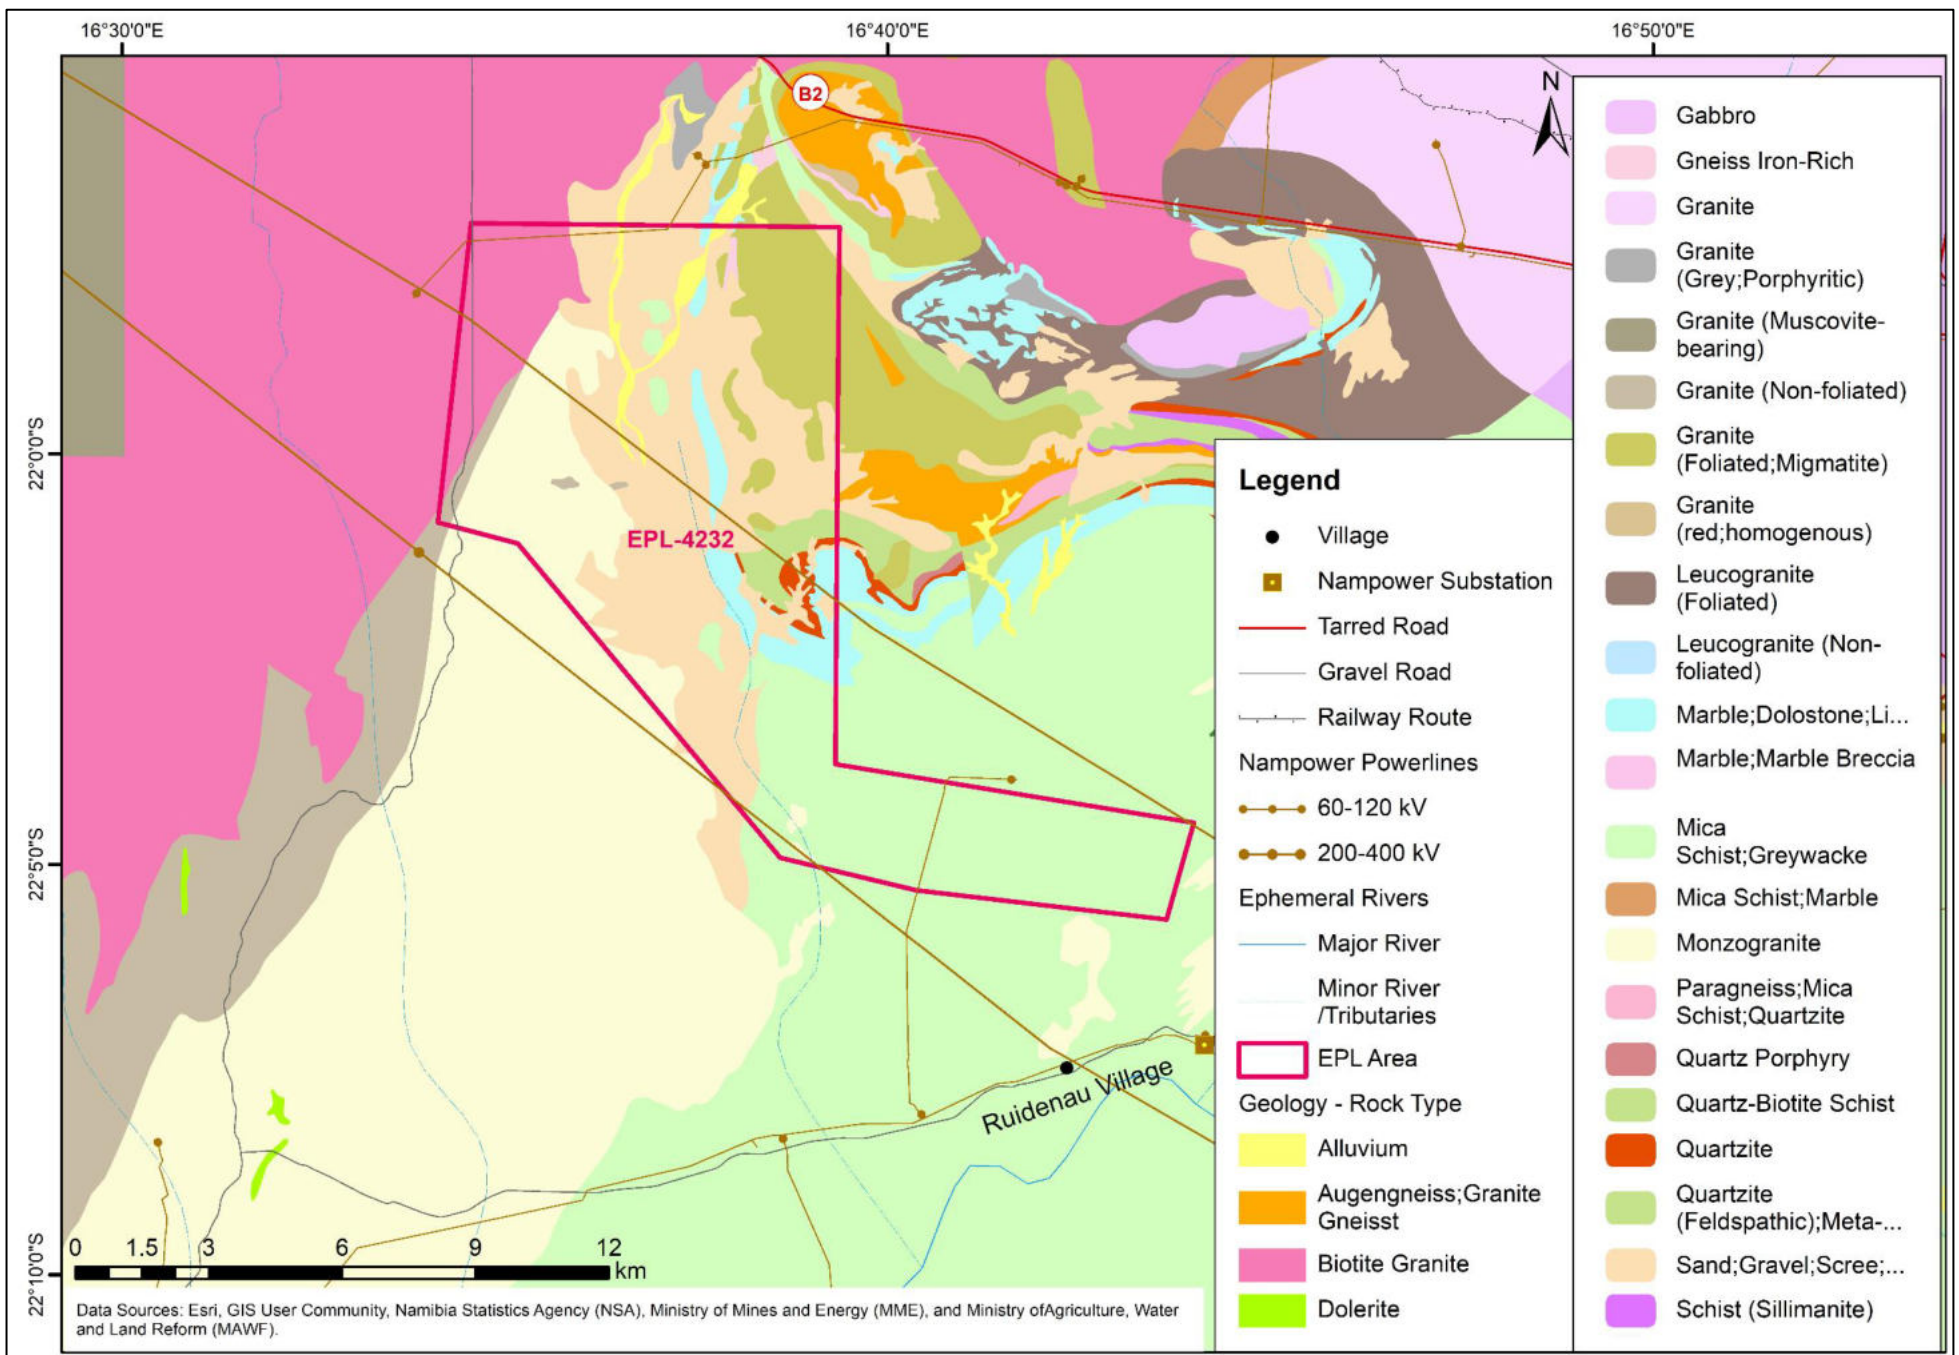 16°30'0"E
16°40'0"E
16°50'0"E
B2
N
22°0'0"S
22°5'0"S
22°10'0"S
EPL-4232
Ruidenau Village
0 1.5 3 6 9 12
km
Data Sources: Esri, GIS User Community, Namibia Statistics Agency (NSA), Ministry of Mines and Energy (MME), and Ministry ofAgriculture, Water
and Land Reform (MAWF).
Legend
Village
Nampower Substation
Tarred Road
Gravel Road
Railway Route
Nampower Powerlines
60-120 kV
200-400 kV
Ephemeral Rivers
Major River
Minor River
/Tributaries
EPL Area
Geology - Rock Type
Alluvium
Augengneiss;Granite
Gneisst
Biotite Granite
Dolerite
Gabbro
Gneiss Iron-Rich
Granite
Granite
(Grey;Porphyritic)
Granite (Muscovite-
bearing)
Granite (Non-foliated)
Granite
(Foliated;Migmatite)
Granite
(red;homogenous)
Leucogranite
(Foliated)
Leucogranite (Non-
foliated)
Marble;Dolostone;Li...
Marble;Marble Breccia
Mica
Schist;Greywacke
Mica Schist;Marble
Monzogranite
Paragneiss;Mica
Schist;Quartzite
Quartz Porphyry
Quartz-Biotite Schist
Quartzite
Quartzite
(Feldspathic);Meta-...
Sand;Gravel;Scree;...
Schist (Sillimanite)